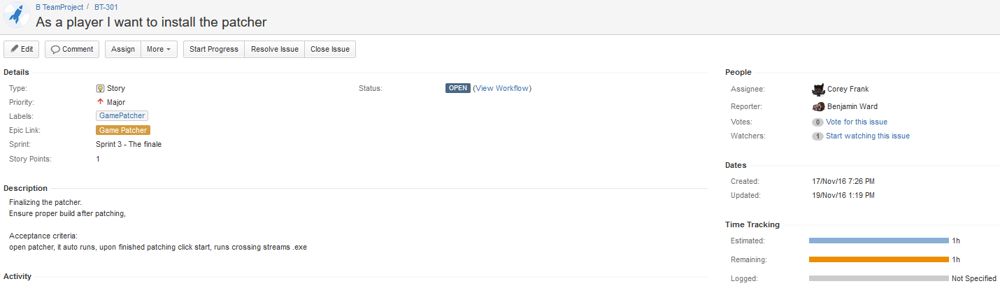 B TeamProject / BT-301
As a player I want to install the patcher
Edit Comment Assign More Start Progress Resolve Issue Close Issue
Details
Type: Story
Status: OPEN (View Workflow)
Priority: Major
Labels: GamePatcher
Epic Link: Game Patcher
Sprint: Sprint 3 - The finale
Story Points: 1
Description
Finalizing the patcher.
Ensure proper build after patching,
Acceptance criteria:
open patcher, it auto runs, upon finished patching click start, runs crossing streams .exe
Activity
People
Assignee: Corey Frank
Reporter: Benjamin Ward
Votes: 0 Vote for this issue
Watchers: 1 Start watching this issue
Dates
Created: 17/Nov/16 7:26 PM
Updated: 19/Nov/16 1:19 PM
Time Tracking
Estimated: 1h
Remaining: 1h
Logged: Not Specified